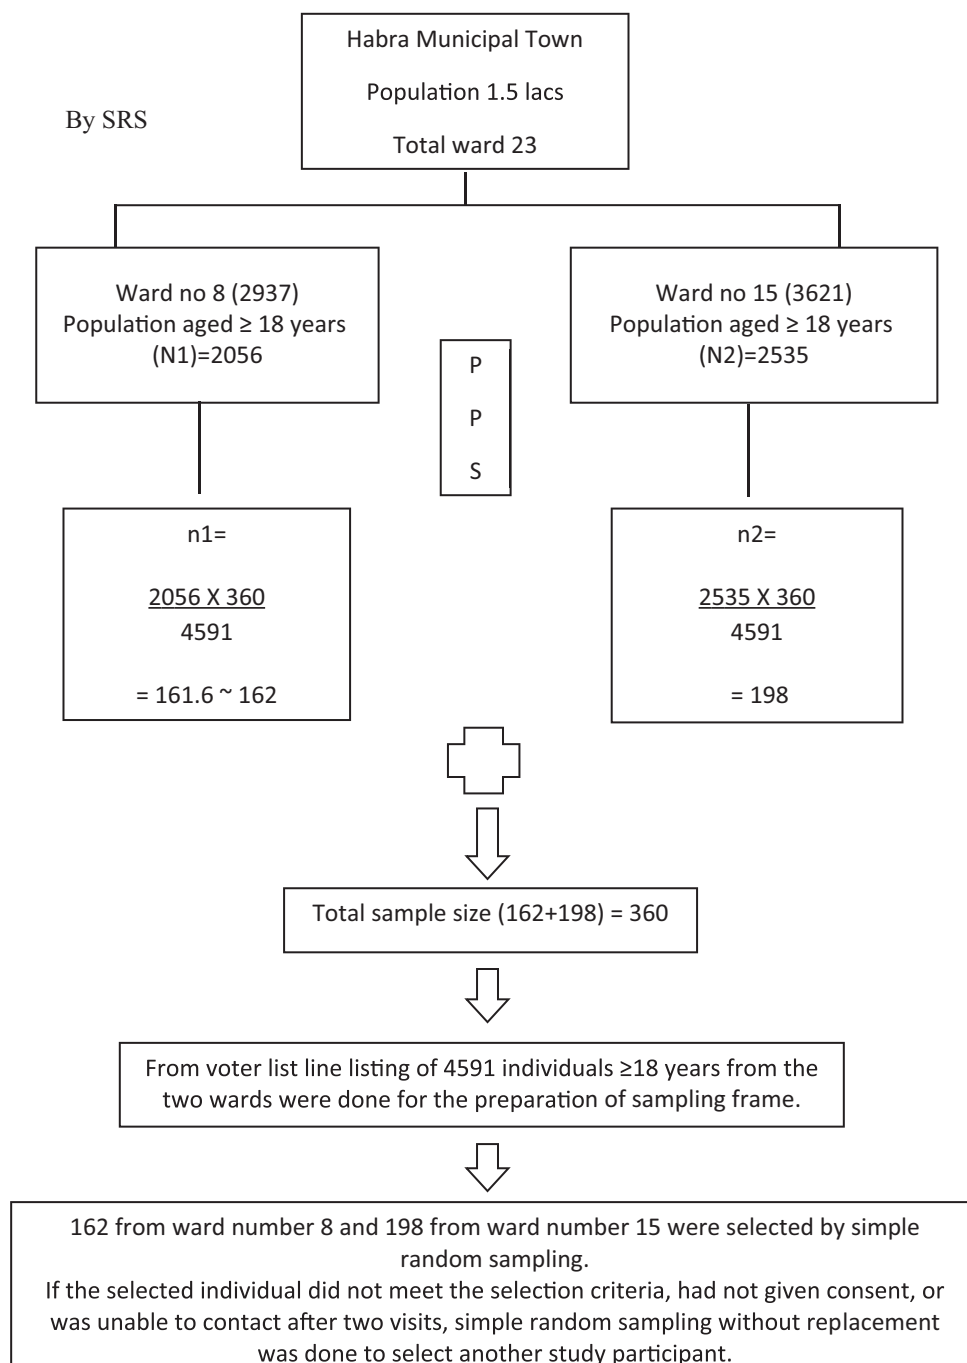 Habra Municipal Town
Population 1.5 lacs
Total ward 23
By SRS
Ward no 8 (2937)
Population aged ≥ 18 years
(N1)=2056
Ward no 15 (3621)
Population aged ≥ 18 years
(N2)=2535
P
P
S
n1=
2056 X 360
4591
= 161.6 ~ 162
n2=
2535 X 360
4591
= 198
Total sample size (162+198) = 360
From voter list line listing of 4591 individuals ≥18 years from the
two wards were done for the preparation of sampling frame.
162 from ward number 8 and 198 from ward number 15 were selected by simple
random sampling.
If the selected individual did not meet the selection criteria, had not given consent, or
was unable to contact after two visits, simple random sampling without replacement
was done to select another study participant.